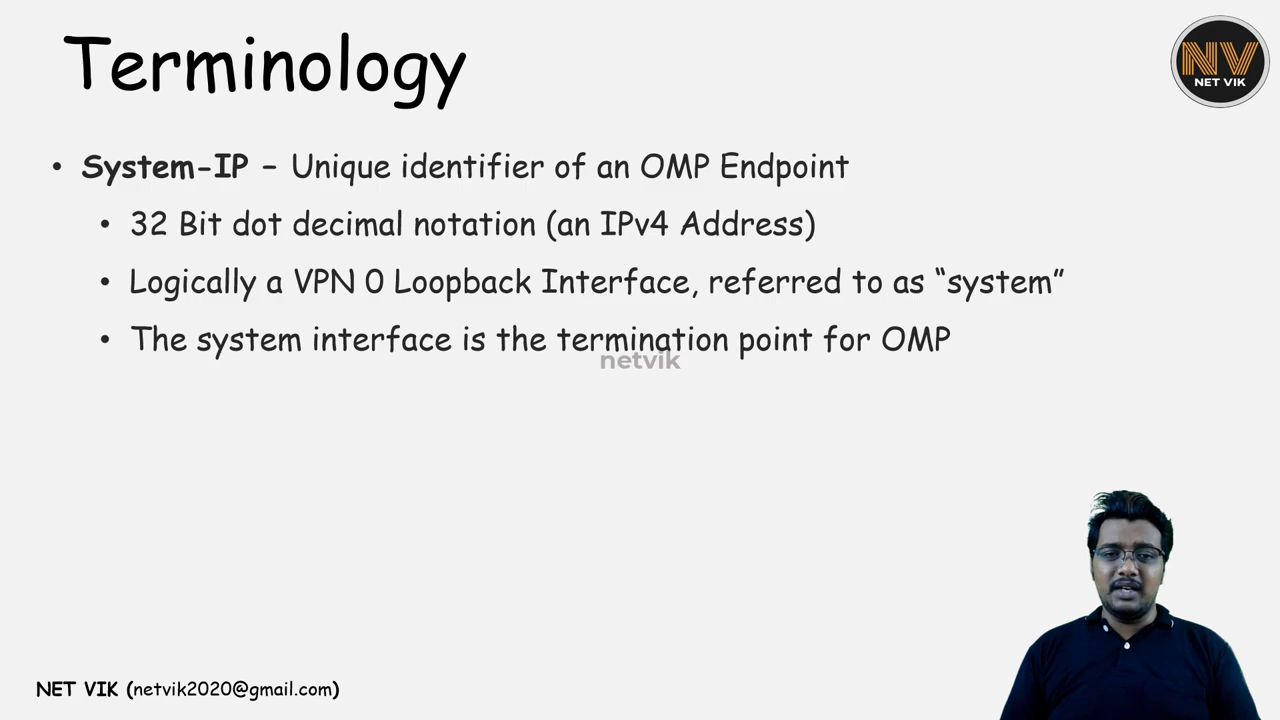 Terminology
NV
NET VIK
• System-IP – Unique identifier of an OMP Endpoint
• 32 Bit dot decimal notation (an IPv4 Address)
• Logically a VPN 0 Loopback Interface, referred to as “system”
• The system interface is the termination point for OMP
netvik
NET VIK (netvik2020@gmail.com)